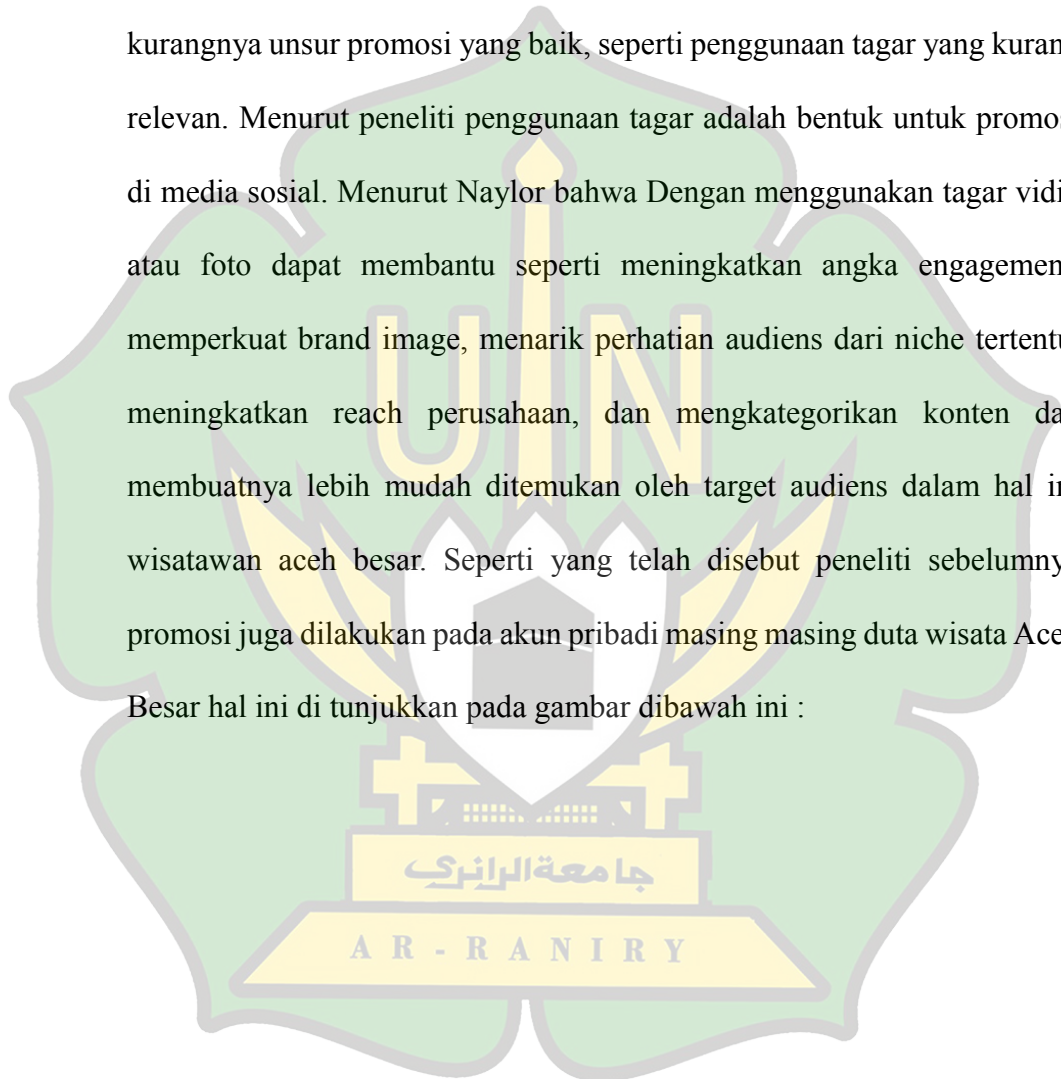 kurangnya unsur promosi yang baik, seperti penggunaan tagar yang kuran
relevan. Menurut peneliti penggunaan tagar adalah bentuk untuk promos
di media sosial. Menurut Naylor bahwa Dengan menggunakan tagar vidi
atau foto dapat membantu seperti meningkatkan angka engagemen
memperkuat brand image, menarik perhatian audiens dari niche tertentu
meningkatkan reach perusahaan, dan mengkategorikan konten da
membuatnya lebih mudah ditemukan oleh target audiens dalam hal in
wisatawan aceh besar. Seperti yang telah disebut peneliti sebelumny
promosi juga dilakukan pada akun pribadi masing masing duta wisata Ace
Besar hal ini di tunjukkan pada gambar dibawah ini :
UIN
جامعةالرانري
AR-RANIRY